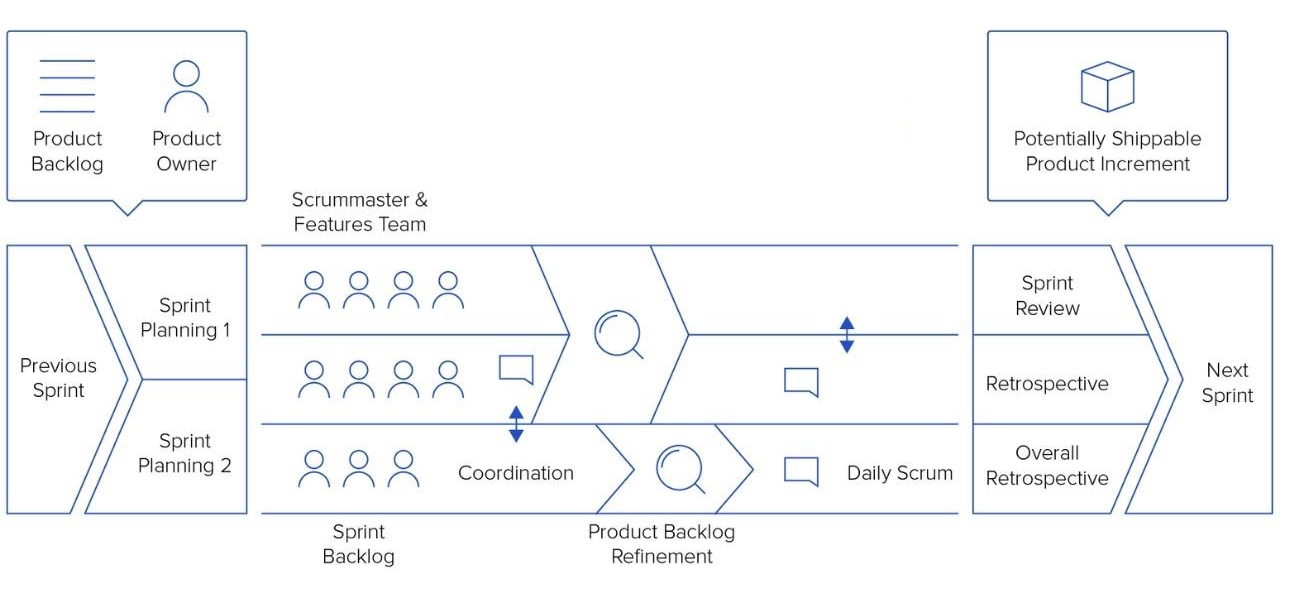 Product
Backlog
Product
Owner
Potentially Shippable
Product Increment
Scrummaster &
Features Team
Previous
Sprint
Sprint
Planning 1
Sprint
Planning 2
Coordination
Daily Scrum
Sprint
Backlog
Product Backlog
Refinement
Sprint
Review
Retrospective
Overall
Retrospective
Next
Sprint